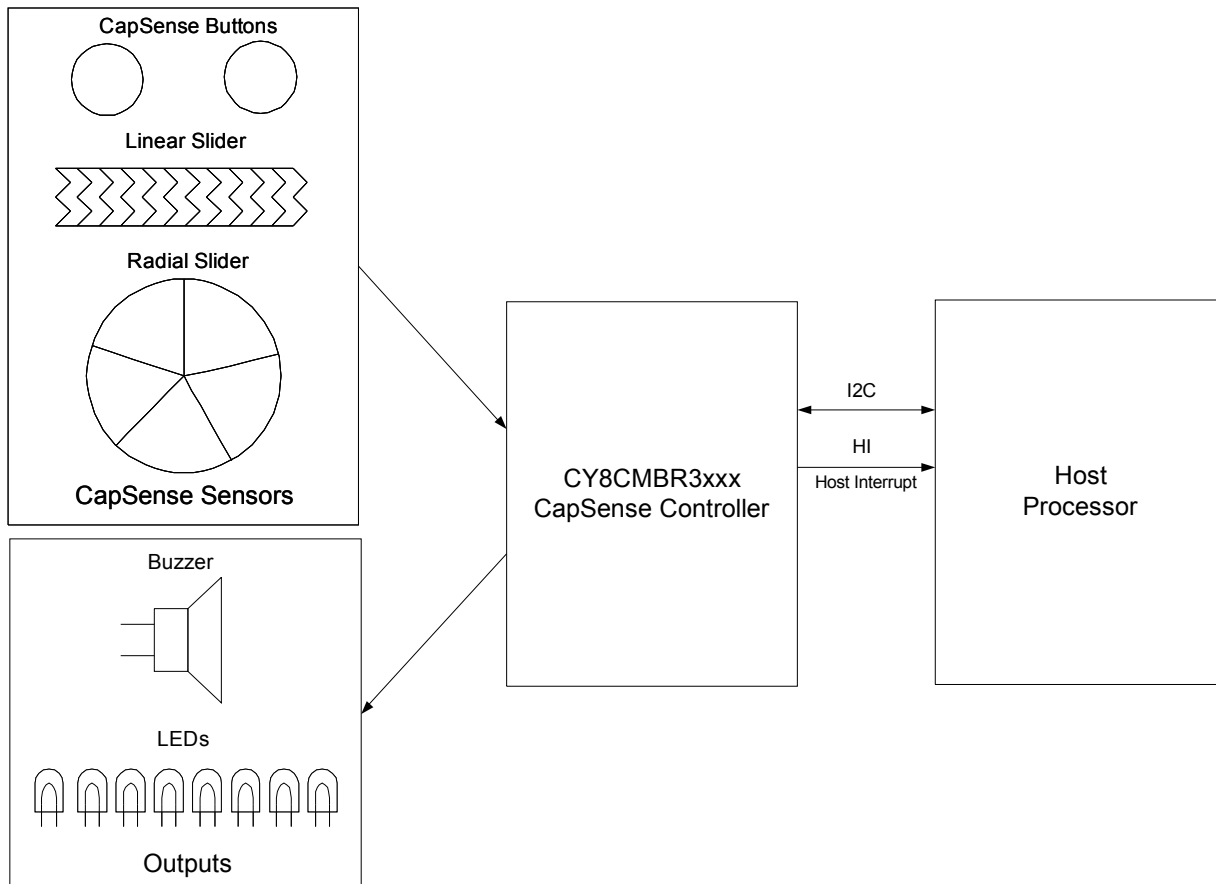 CapSense Buttons
Linear Slider
Radial Slider
CapSense Sensors
Buzzer
LEDs
Outputs
CY8CMBR3xxx
CapSense Controller
I2C
HI
Host Interrupt
Host
Processor